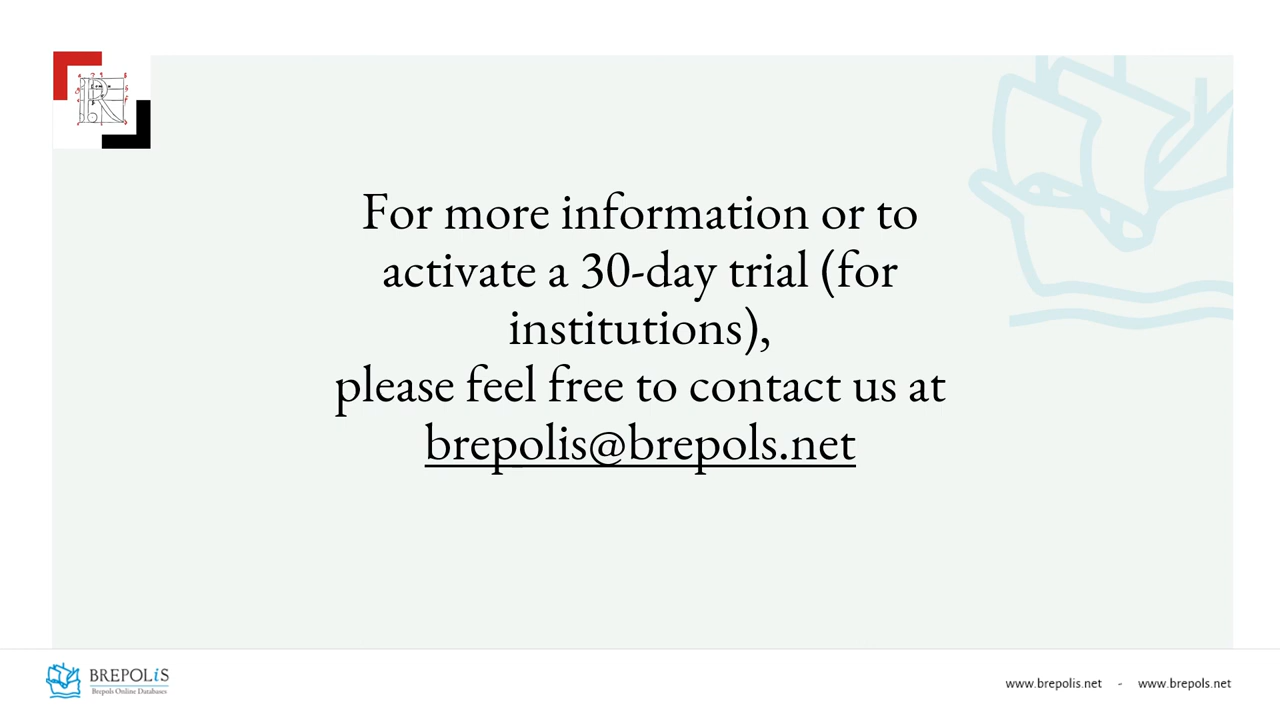 For more information or to
activate a 30-day trial (for
institutions),
please feel free to contact us at
brepolis@brepols.net
BREPOLiS
Brepols Online Databases
www.brepolis.net - www.brepols.net